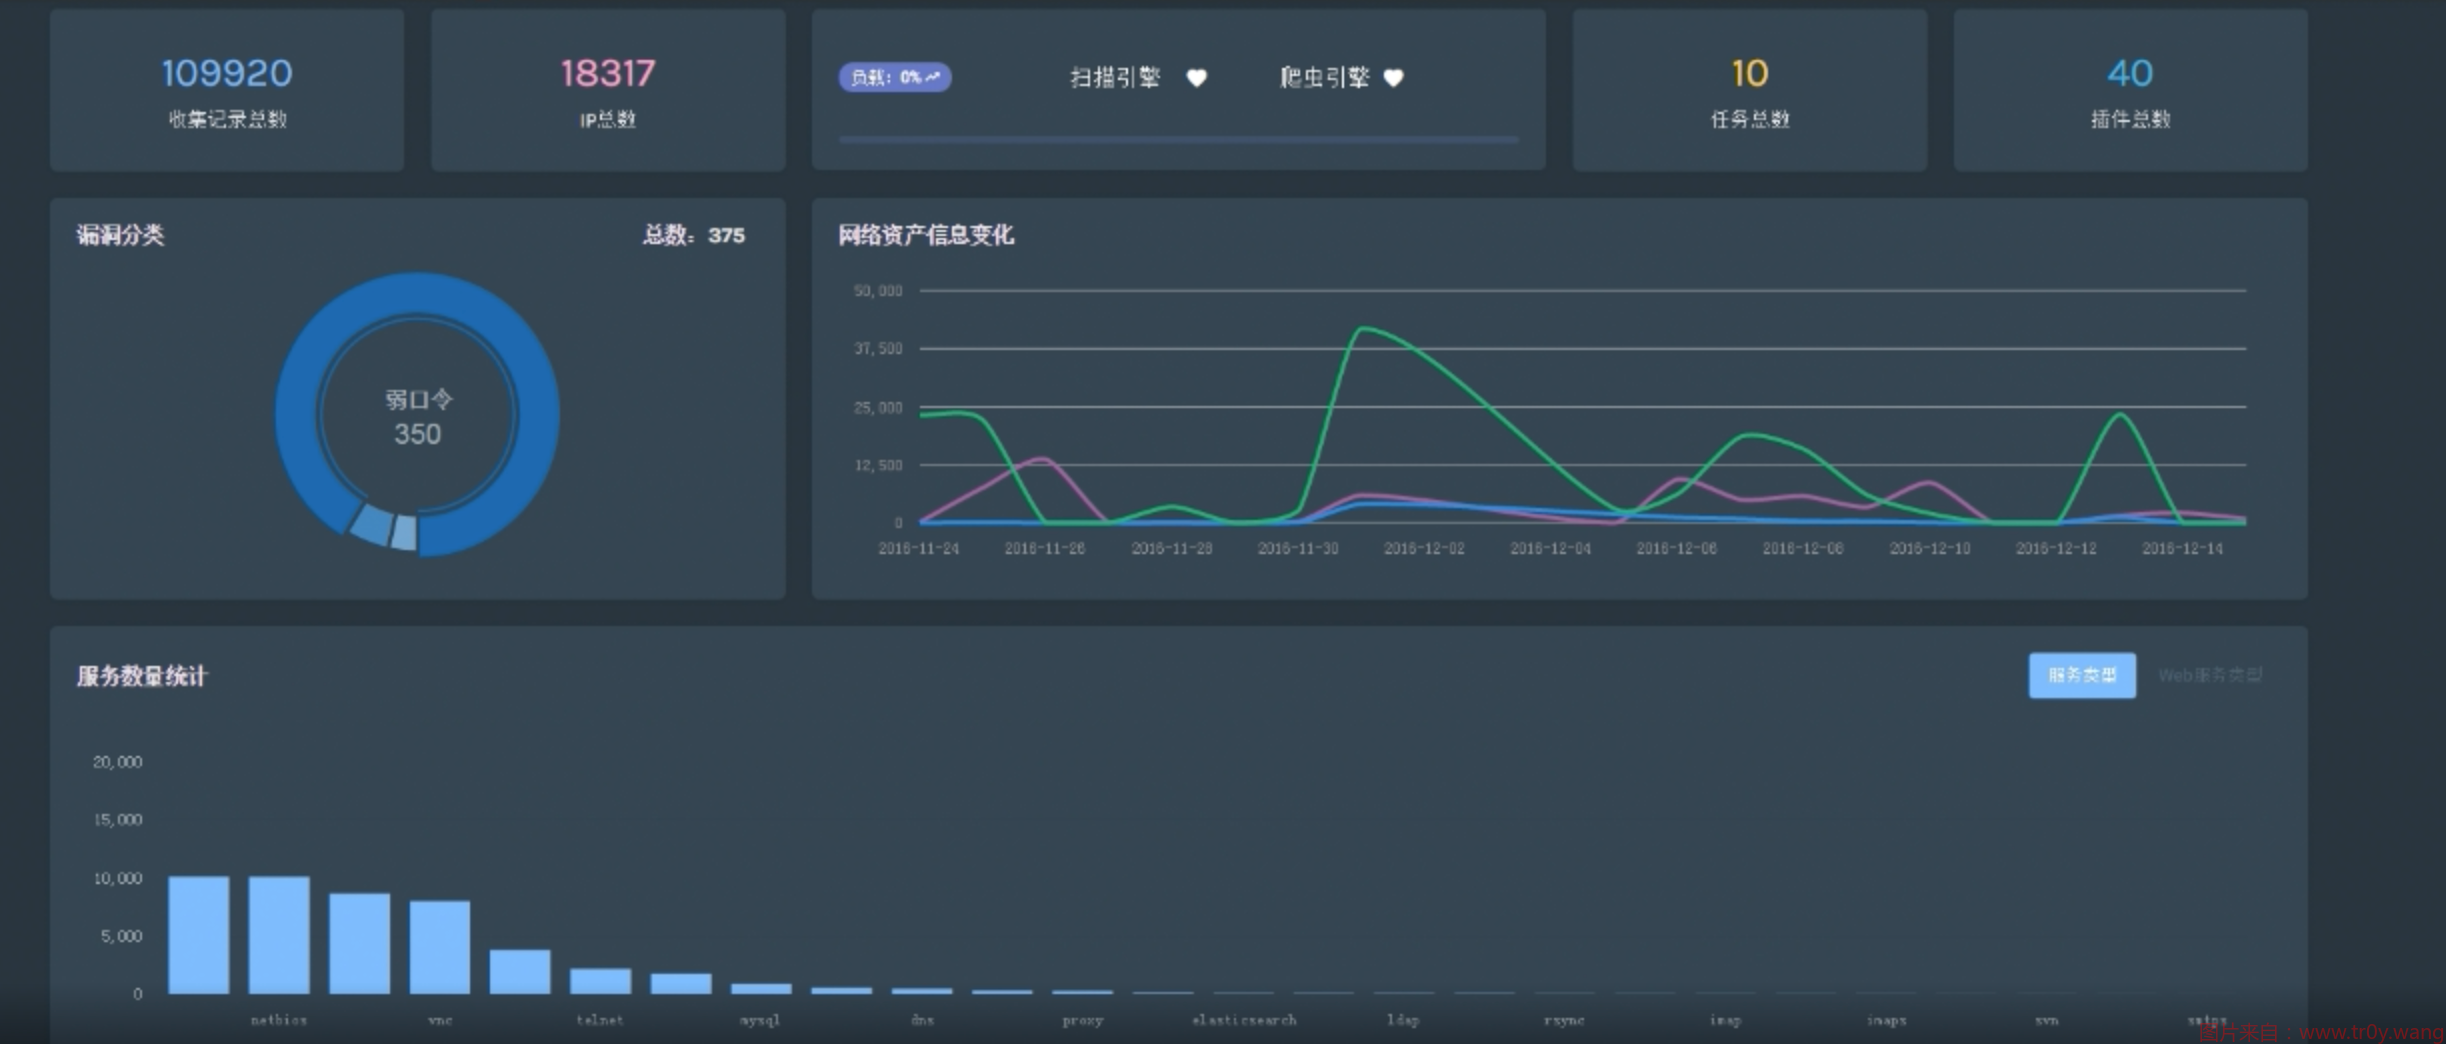 109920
收集记录总数
18317
IP总数
负载：0%
扫描引擎
爬虫引擎
10
任务总数
40
插件总数
漏洞分类
总数：375
弱口令
350
网络资产信息变化
50,000
37,500
25,000
12,500
0
2016-11-24
2016-11-26
2016-11-28
2016-11-30
2016-12-02
2016-12-04
2016-12-06
2016-12-08
2016-12-10
2016-12-12
2016-12-14
服务数量统计
服务类型
Web服务类型
20,000
15,000
10,000
5,000
0
netbios
vnc
telnet
mysql
dns
proxy
elasticsearch
ldap
rsync
imap
imaps
svn
smtps
图片来自：www.tr0y.wang